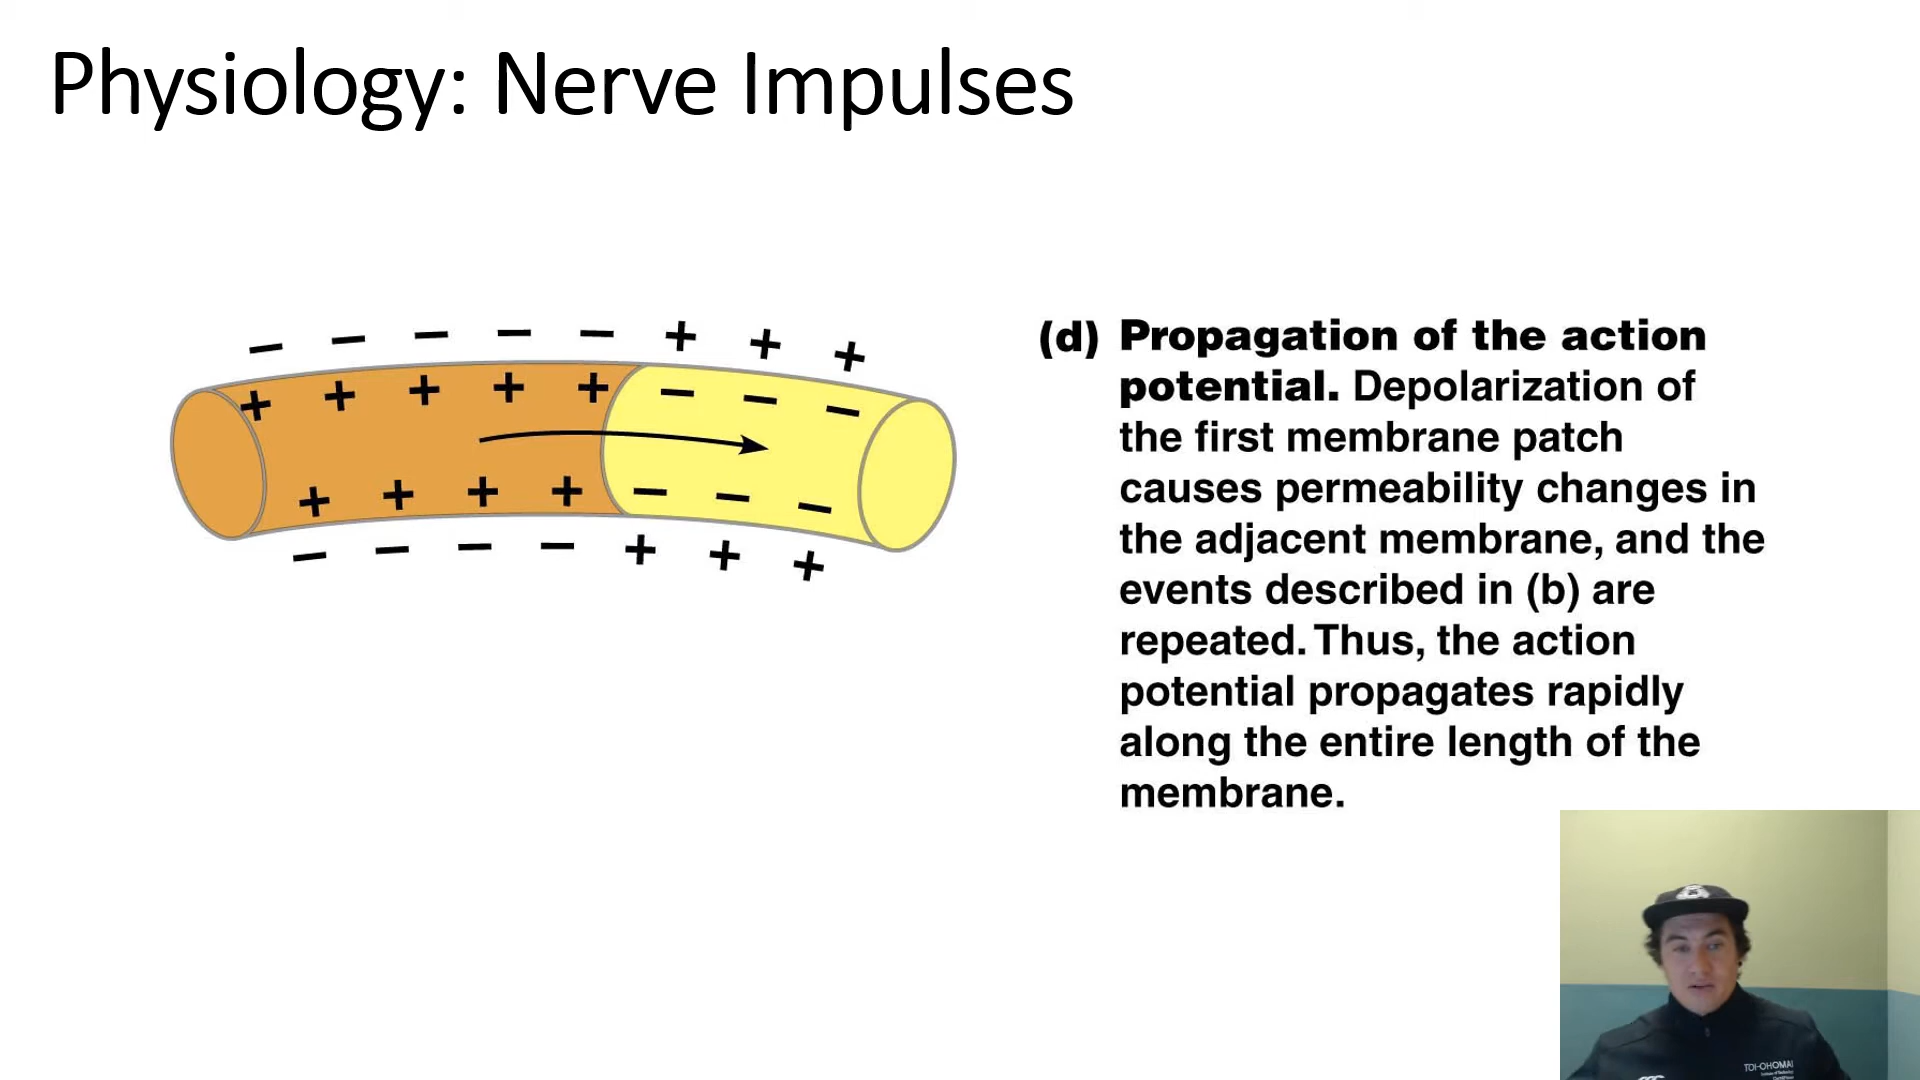 Physiology: Nerve Impulses
− − − − − + + +
+ + + + + − − −
+ + + + − − −
− − − − + + +
(d) Propagation of the action
potential. Depolarization of
the first membrane patch
causes permeability changes in
the adjacent membrane, and the
events described in (b) are
repeated. Thus, the action
potential propagates rapidly
along the entire length of the
membrane.
TOI-OHOMAI